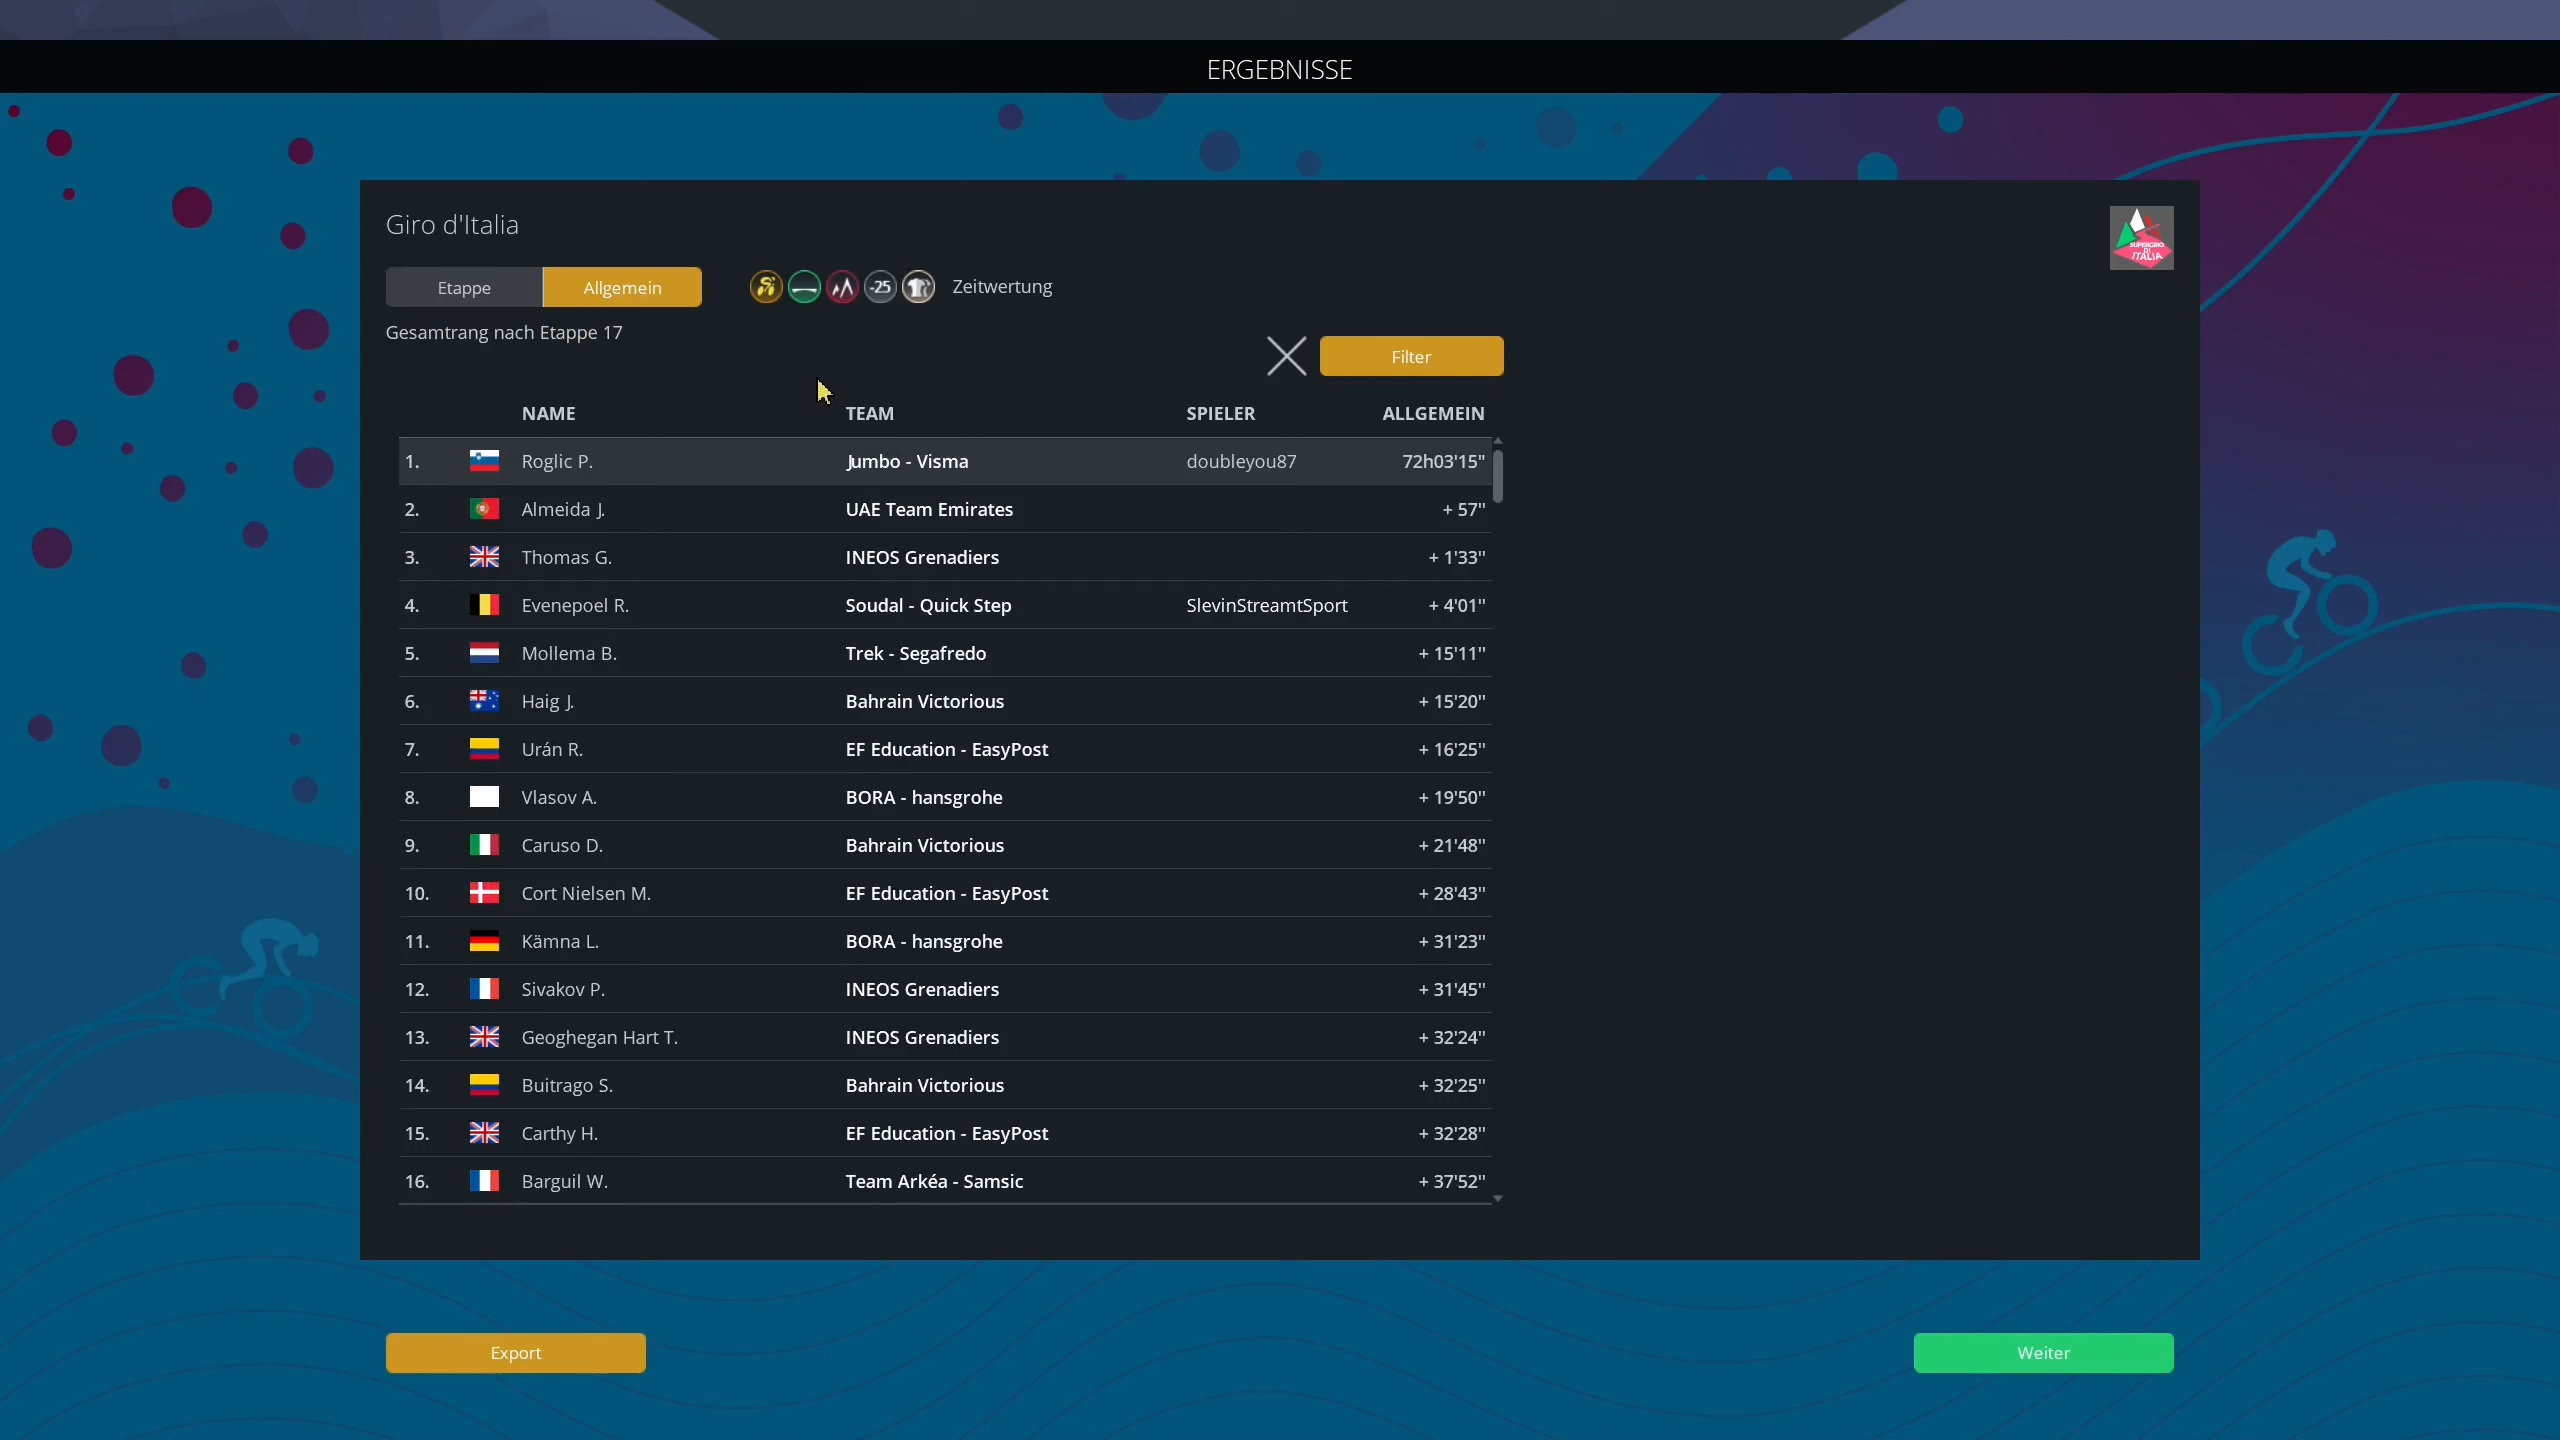 ERGEBNISSE
Giro d'Italia
SUPERGIRO
DI
ITALIA
Etappe Allgemein -25 Zeitwertung
Gesamtrang nach Etappe 17
Filter
NAME TEAM SPIELER ALLGEMEIN
1. Roglic P. Jumbo - Visma doubleyou87 72h03'15"
2. Almeida J. UAE Team Emirates + 57''
3. Thomas G. INEOS Grenadiers + 1'33''
4. Evenepoel R. Soudal - Quick Step SlevinStreamtSport + 4'01''
5. Mollema B. Trek - Segafredo + 15'11''
6. Haig J. Bahrain Victorious + 15'20''
7. Urán R. EF Education - EasyPost + 16'25''
8. Vlasov A. BORA - hansgrohe + 19'50''
9. Caruso D. Bahrain Victorious + 21'48''
10. Cort Nielsen M. EF Education - EasyPost + 28'43''
11. Kämna L. BORA - hansgrohe + 31'23''
12. Sivakov P. INEOS Grenadiers + 31'45''
13. Geoghegan Hart T. INEOS Grenadiers + 32'24''
14. Buitrago S. Bahrain Victorious + 32'25''
15. Carthy H. EF Education - EasyPost + 32'28''
16. Barguil W. Team Arkéa - Samsic + 37'52''
Export Weiter